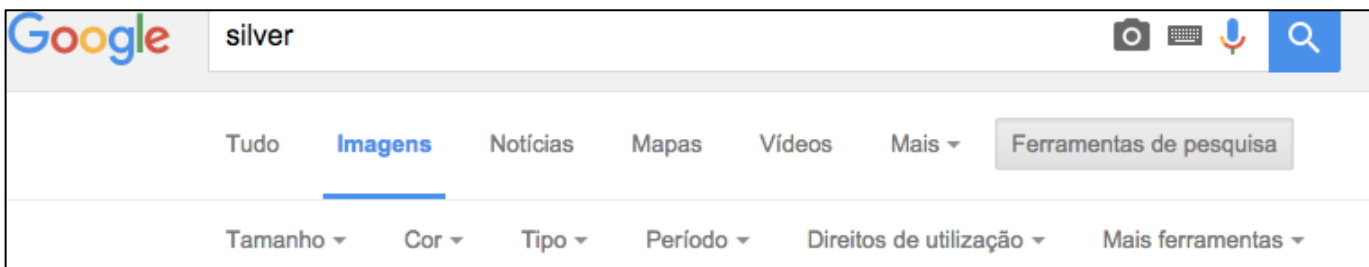 Google silver
Tudo Imagens Notícias Mapas Vídeos Mais Ferramentas de pesquisa
Tamanho Cor Tipo Período Direitos de utilização Mais ferramentas